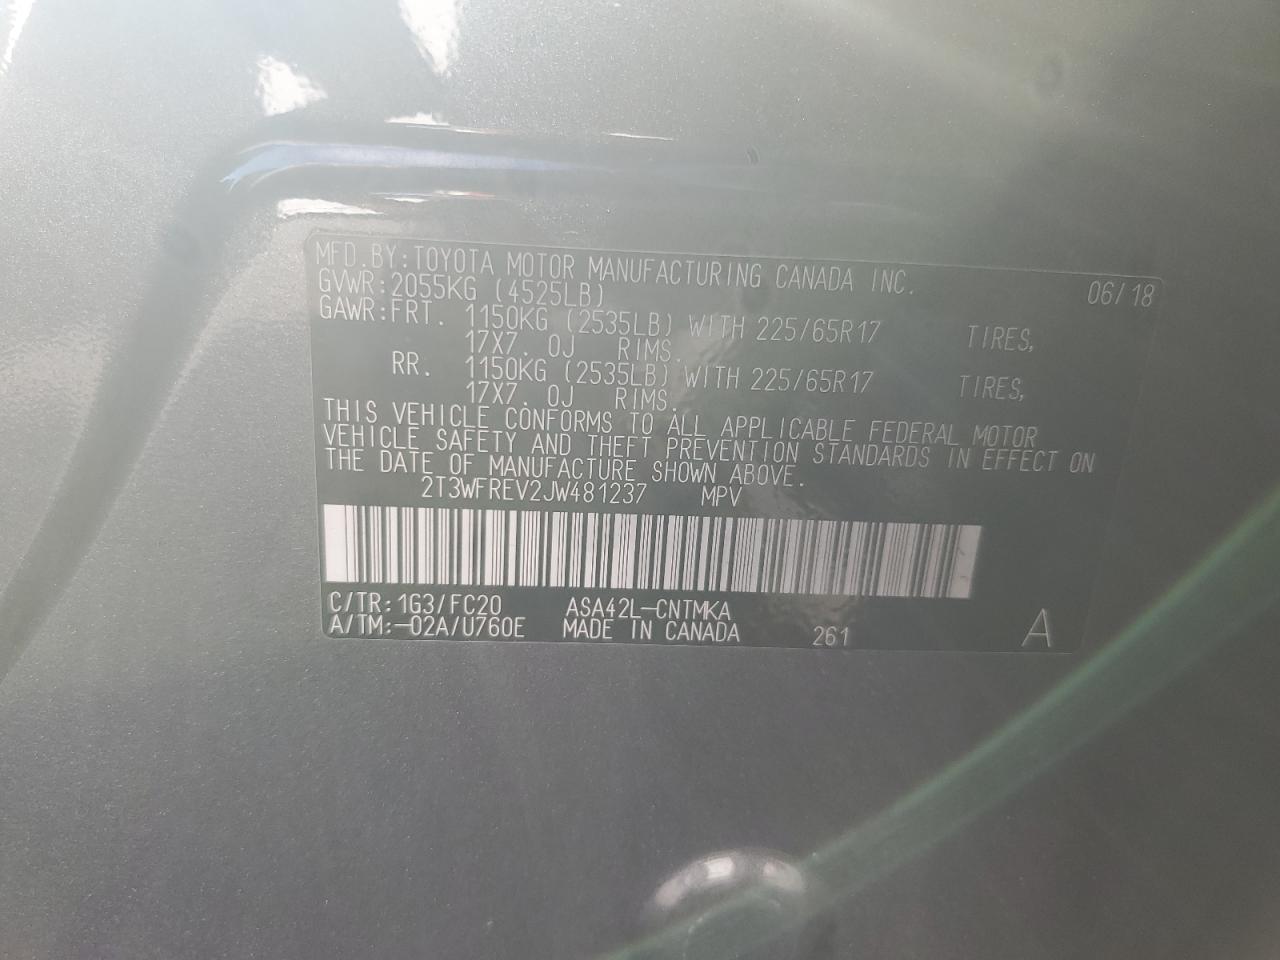 MFD.BY:TOYOTA MOTOR MANUFACTURING CANADA INC. 06/18
GVWR:2055KG (4525LB)
GAWR:FRT. 1150KG (2535LB) WITH 225/65R17 TIRES,
17X7. 0J RIMS.
RR. 1150KG (2535LB) WITH 225/65R17 TIRES,
17X7. 0J RIMS.
THIS VEHICLE CONFORMS TO ALL APPLICABLE FEDERAL MOTOR
VEHICLE SAFETY AND THEFT PREVENTION STANDARDS IN EFFECT ON
THE DATE OF MANUFACTURE SHOWN ABOVE.
2T3WFREV2JW481237 MPV
C/TR:1G3/FC20 ASA42L-CNTMKA
A/TM:-02A/U760E MADE IN CANADA 261 A